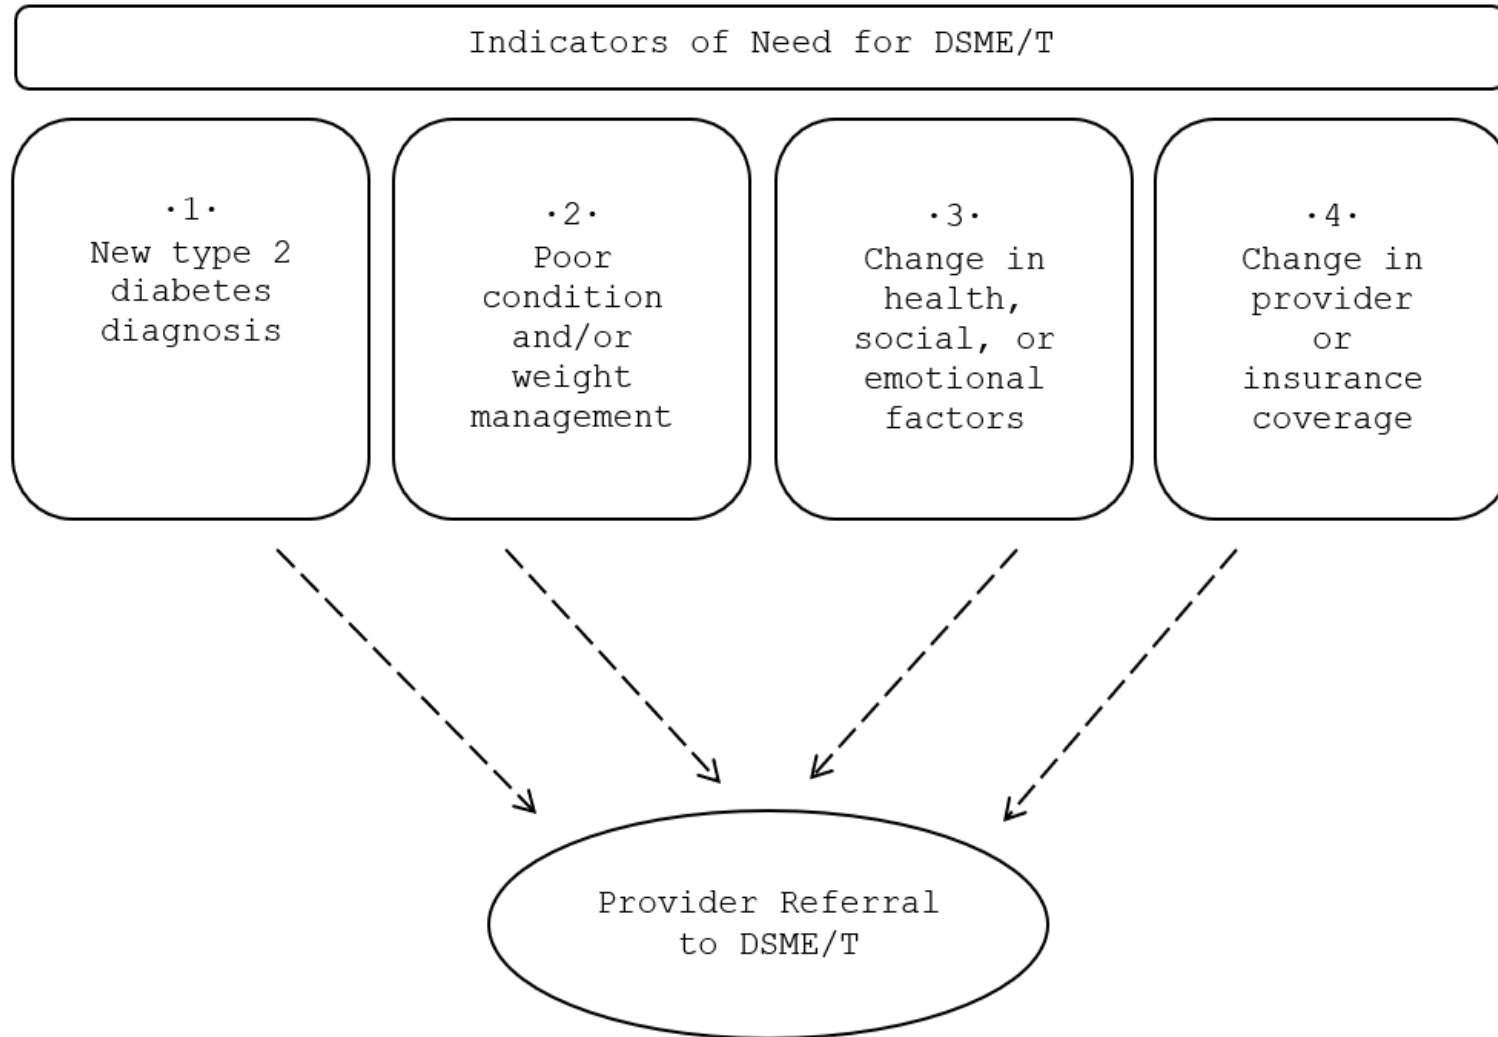 Indicators of Need for DSME/T
·1·
New type 2
diabetes
diagnosis
·2·
Poor
condition
and/or
weight
management
·3·
Change in
health,
social, or
emotional
factors
·4·
Change in
provider
or
insurance
coverage
Provider Referral
to DSME/T